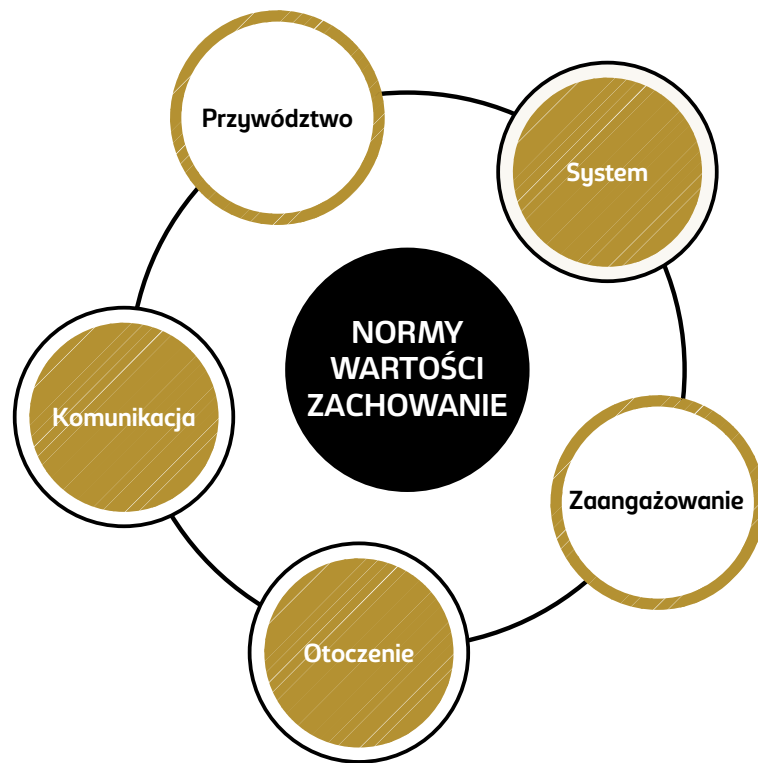 Przywództwo
System
NORMY
WARTOŚCI
ZACHOWANIE
Komunikacja
Zaangażowanie
Otoczenie